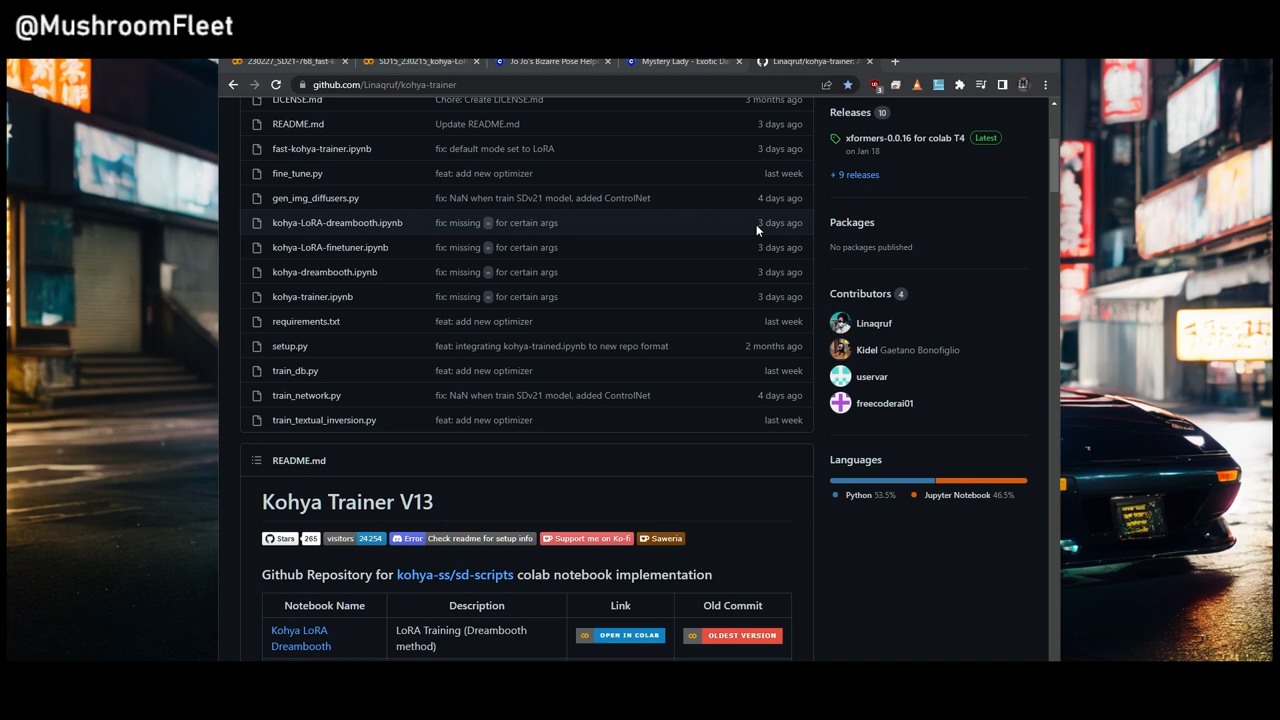 @MushroomFleet
230227_SD21-768_fast-k
SD15_230215_kohya-Lo
Jo Jo's Bizarre Pose Help
Mystery Lady - Exotic De
Linaqruf/kohya-trainer: A
github.com/Linaqruf/kohya-trainer
3
LICENSE.md Chore: Create LICENSE.md 3 months ago
README.md Update README.md 3 days ago
fast-kohya-trainer.ipynb fix: default mode set to LoRA 3 days ago
fine_tune.py feat: add new optimizer last week
gen_img_diffusers.py fix: NaN when train SDv21 model, added ControlNet 4 days ago
kohya-LoRA-dreambooth.ipynb fix: missing = for certain args 3 days ago
kohya-LoRA-finetuner.ipynb fix: missing = for certain args 3 days ago
kohya-dreambooth.ipynb fix: missing = for certain args 3 days ago
kohya-trainer.ipynb fix: missing = for certain args 3 days ago
requirements.txt feat: add new optimizer last week
setup.py feat: integrating kohya-trained.ipynb to new repo format 2 months ago
train_db.py feat: add new optimizer last week
train_network.py fix: NaN when train SDv21 model, added ControlNet 4 days ago
train_textual_inversion.py feat: add new optimizer last week
README.md
Kohya Trainer V13
Stars 265 visitors 24254 Error Check readme for setup info Support me on Ko-fi Saweria
Github Repository for kohya-ss/sd-scripts colab notebook implementation
Notebook Name Description Link Old Commit
Kohya LoRA Dreambooth
LoRA Training (Dreambooth method)
OPEN IN COLAB
OLDEST VERSION
Releases 10
xformers-0.0.16 for colab T4 Latest
on Jan 18
+ 9 releases
Packages
No packages published
Contributors 4
Linaqruf
Kidel Gaetano Bonofiglio
uservar
freecoderai01
Languages
Python 53.5% Jupyter Notebook 46.5%